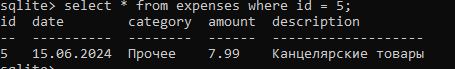 sqlite> select * from expenses where id = 5;
id  date        category  amount  description
--  ----------  --------  ------  -------------------
5   15.06.2024  Прочее    7.99    Канцелярские товары
sqlite>